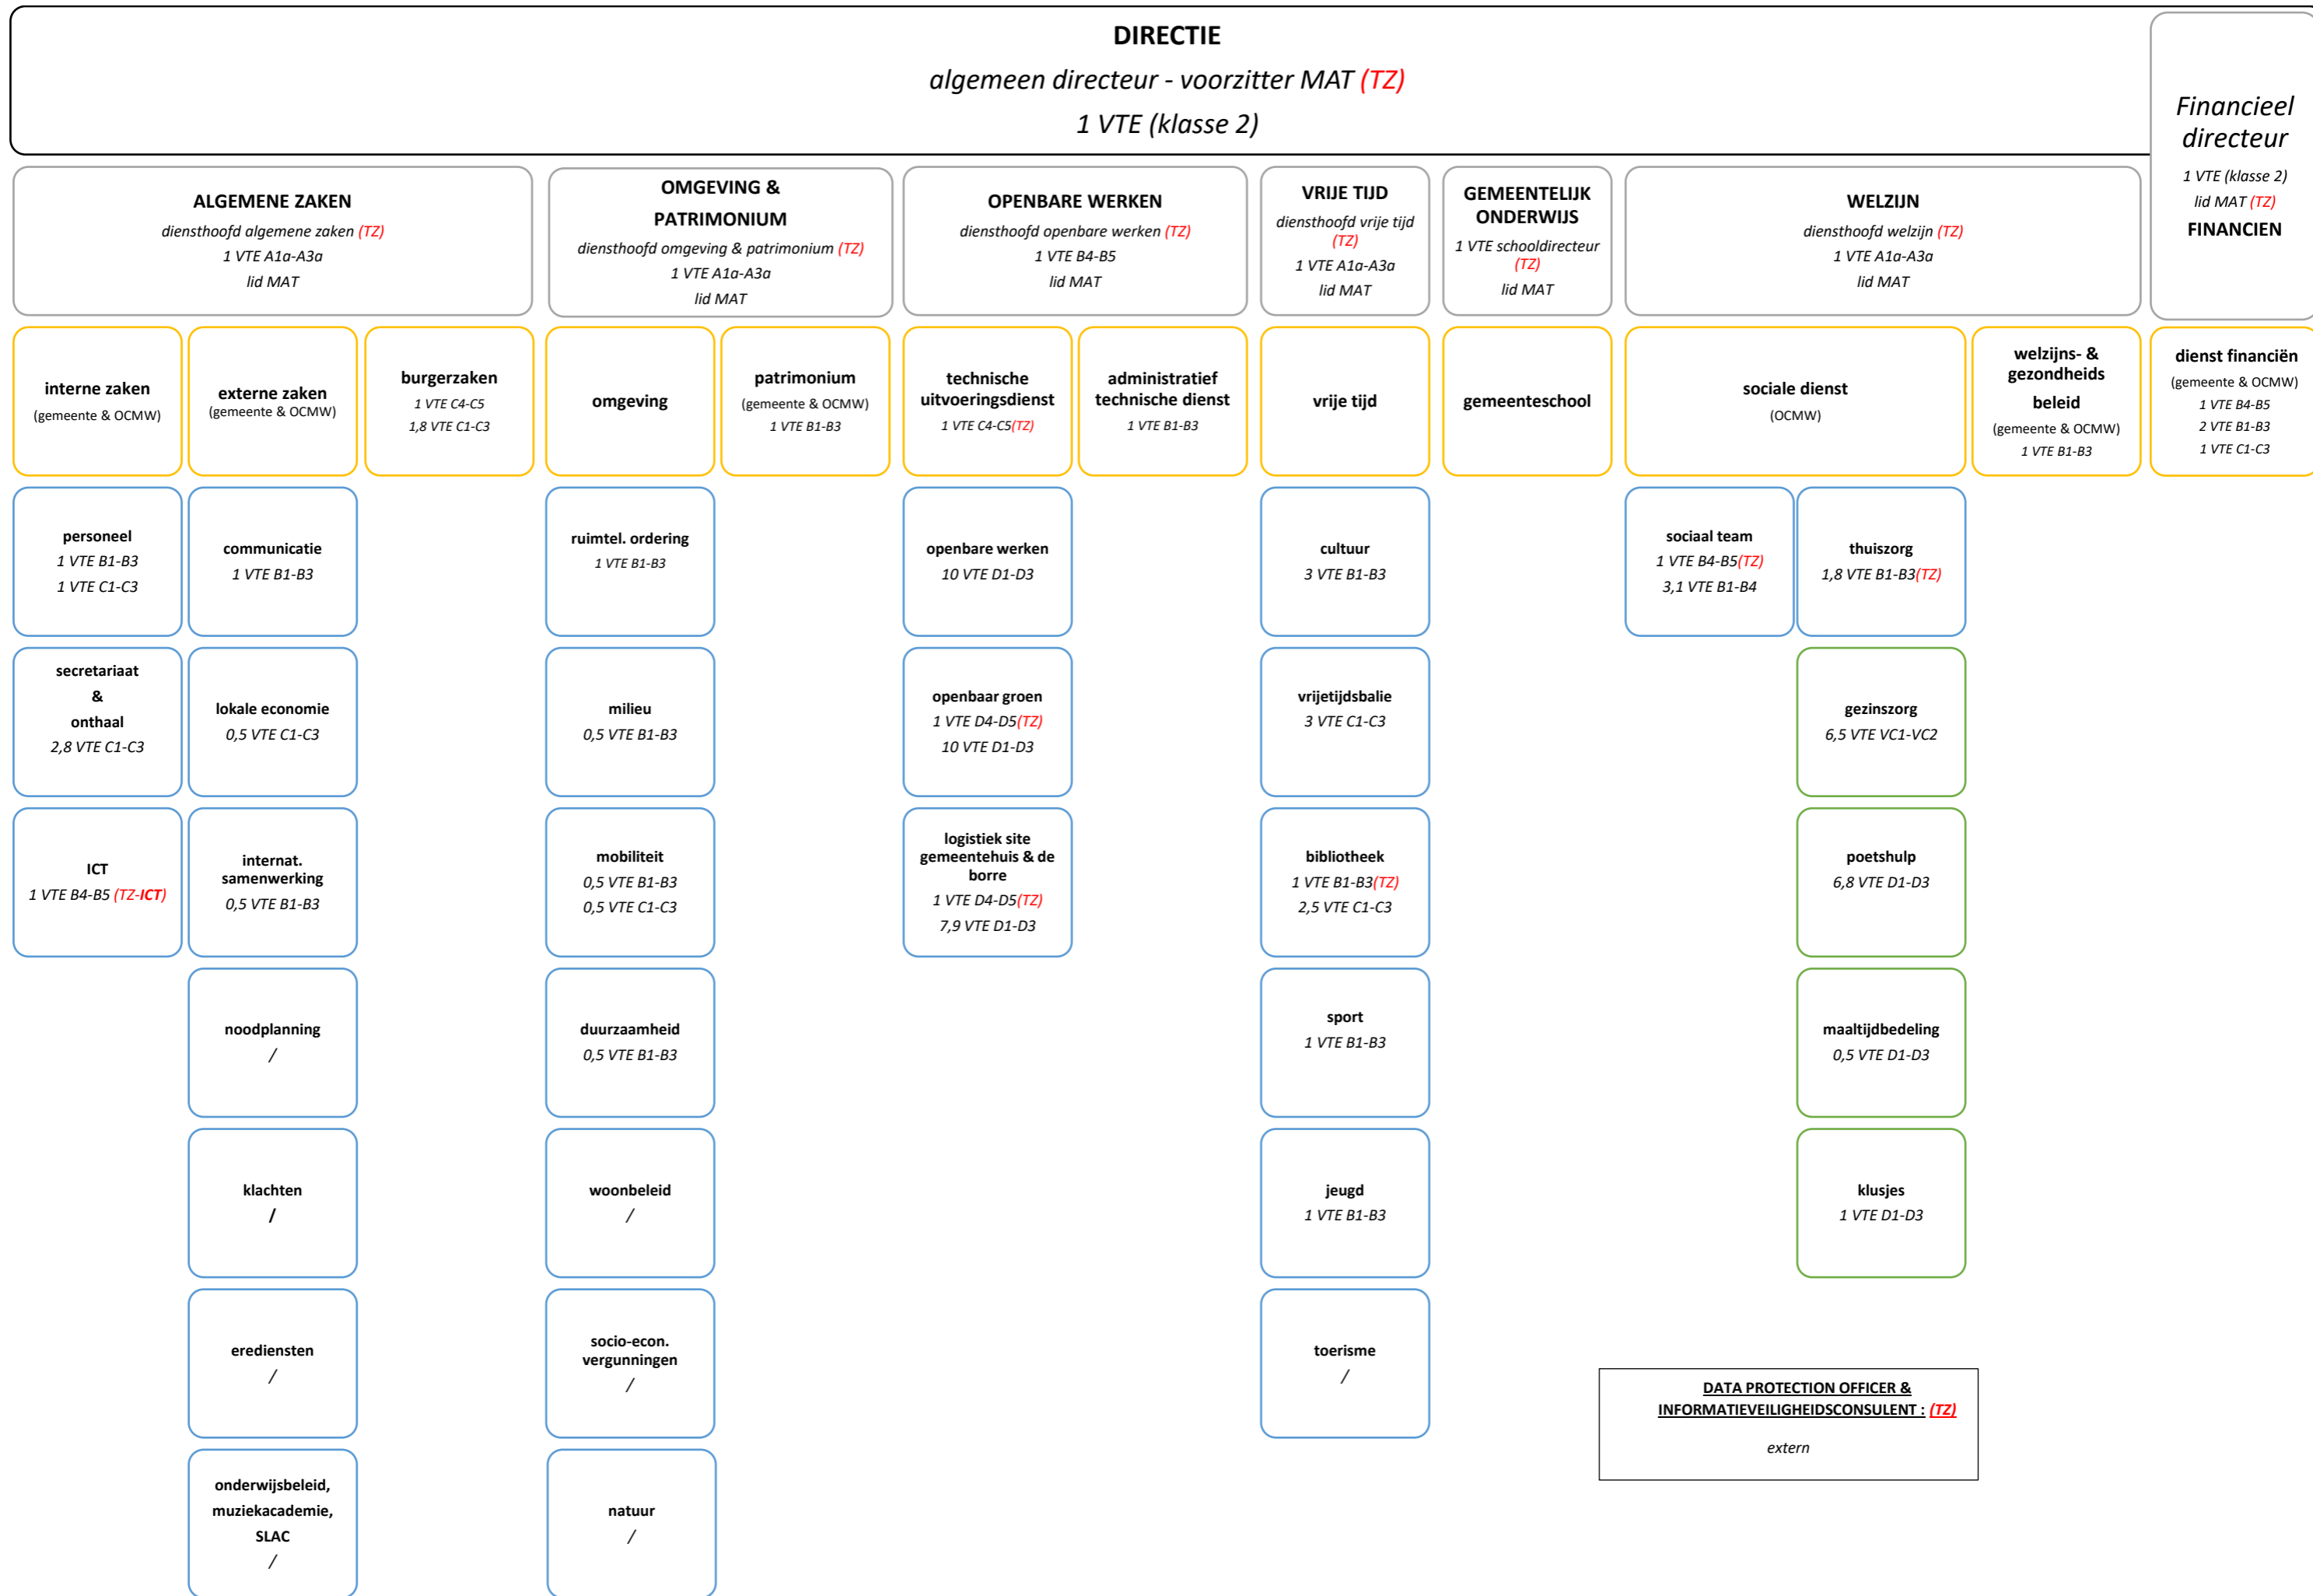 DIRECTIE
algemeen directeur - voorzitter MAT (TZ)
1 VTE (klasse 2)
Financieel
directeur
1 VTE (klasse 2)
lid MAT (TZ)
FINANCIEN
ALGEMENE ZAKEN
diensthoofd algemene zaken (TZ)
1 VTE A1a-A3a
lid MAT
OMGEVING &
PATRIMONIUM
diensthoofd omgeving & patrimonium (TZ)
1 VTE A1a-A3a
lid MAT
OPENBARE WERKEN
diensthoofd openbare werken (TZ)
1 VTE B4-B5
lid MAT
VRIJE TIJD
diensthoofd vrije tijd
(TZ)
1 VTE A1a-A3a
lid MAT
GEMEENTELIJK
ONDERWIJS
1 VTE schooldirecteur
(TZ)
lid MAT
WELZIJN
diensthoofd welzijn (TZ)
1 VTE A1a-A3a
lid MAT
interne zaken
(gemeente & OCMW)
externe zaken
(gemeente & OCMW)
burgerzaken
1 VTE C4-C5
1,8 VTE C1-C3
omgeving
patrimonium
(gemeente & OCMW)
1 VTE B1-B3
technische
uitvoeringsdienst
1 VTE C4-C5(TZ)
administratief
technische dienst
1 VTE B1-B3
vrije tijd
gemeenteschool
sociale dienst
(OCMW)
welzijns- &
gezondheids
beleid
(gemeente & OCMW)
1 VTE B1-B3
dienst financiën
(gemeente & OCMW)
1 VTE B4-B5
2 VTE B1-B3
1 VTE C1-C3
personeel
1 VTE B1-B3
1 VTE C1-C3
communicatie
1 VTE B1-B3
ruimtel. ordering
1 VTE B1-B3
openbare werken
10 VTE D1-D3
cultuur
3 VTE B1-B3
sociaal team
1 VTE B4-B5(TZ)
3,1 VTE B1-B4
thuiszorg
1,8 VTE B1-B3(TZ)
secretariaat
&
onthaal
2,8 VTE C1-C3
lokale economie
0,5 VTE C1-C3
milieu
0,5 VTE B1-B3
openbaar groen
1 VTE D4-D5(TZ)
10 VTE D1-D3
vrijetijdsbalie
3 VTE C1-C3
gezinszorg
6,5 VTE VC1-VC2
ICT
1 VTE B4-B5 (TZ-ICT)
internat.
samenwerking
0,5 VTE B1-B3
mobiliteit
0,5 VTE B1-B3
0,5 VTE C1-C3
logistiek site
gemeentehuis & de
borre
1 VTE D4-D5(TZ)
7,9 VTE D1-D3
bibliotheek
1 VTE B1-B3(TZ)
2,5 VTE C1-C3
poetshulp
6,8 VTE D1-D3
noodplanning
/
duurzaamheid
0,5 VTE B1-B3
sport
1 VTE B1-B3
maaltijdbedeling
0,5 VTE D1-D3
klachten
/
woonbeleid
/
jeugd
1 VTE B1-B3
klusjes
1 VTE D1-D3
erediensten
/
socio-econ.
vergunningen
/
toerisme
/
DATA PROTECTION OFFICER &
INFORMATIEVEILIGHEIDSCONSULENT : (TZ)
extern
onderwijsbeleid,
muziekacademie,
SLAC
/
natuur
/